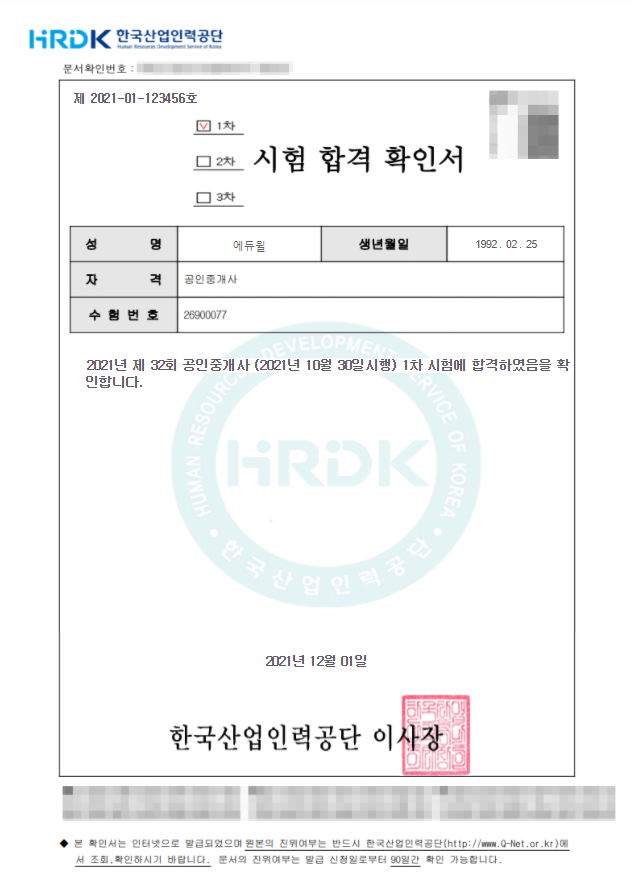 HRDK 한국산업인력공단
Human Resources Development Service of Korea
문서확인번호 :
제 2021-01-123456호
1차
2차
시험 합격 확인서
3차
성 명 에듀윌 생년월일 1992. 02. 25
자 격 공인중개사
수 험 번 호 26900077
2021년 제 32회 공인중개사 (2021년 10월 30일시행) 1차 시험에 합격하였음을 확
인합니다.
HUMAN RESOURCES DEVELOPMENT SERVICE OF KOREA
HRDK
한국산업인력공단
2021년 12월 01일
한국산업인력공단 이사장
◆ 본 확인서는 인터넷으로 발급되었으며 원본의 진위여부는 반드시 한국산업인력공단(http://www.Q-Net.or.kr)에
서 조회,확인하시기 바랍니다. 문서의 진위여부는 발급 신청일로부터 90일간 확인 가능합니다.